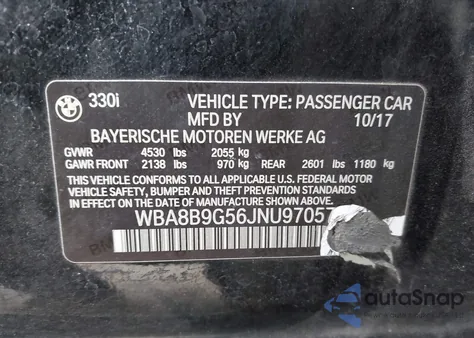 330i VEHICLE TYPE: PASSENGER CAR
MFD BY 10/17
BAYERISCHE MOTOREN WERKE AG
GVWR 4530 lbs 2055 kg
GAWR FRONT 2138 lbs 970 kg REAR 2601 lbs 1180 kg
THIS VEHICLE CONFORMS TO ALL APPLICABLE U.S. FEDERAL MOTOR
VEHICLE SAFETY, BUMPER AND THEFT PREVENTION STANDARDS
IN EFFECT ON THE DATE OF MANUFACTURE SHOWN ABOVE.
WBA8B9G56JNU97057
autoSnap